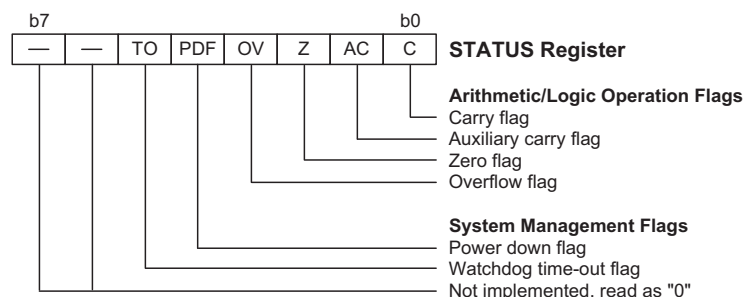 b7 b0
— — TO PDF OV Z AC C STATUS Register
Arithmetic/Logic Operation Flags
Carry flag
Auxiliary carry flag
Zero flag
Overflow flag
System Management Flags
Power down flag
Watchdog time-out flag
Not implemented, read as "0"